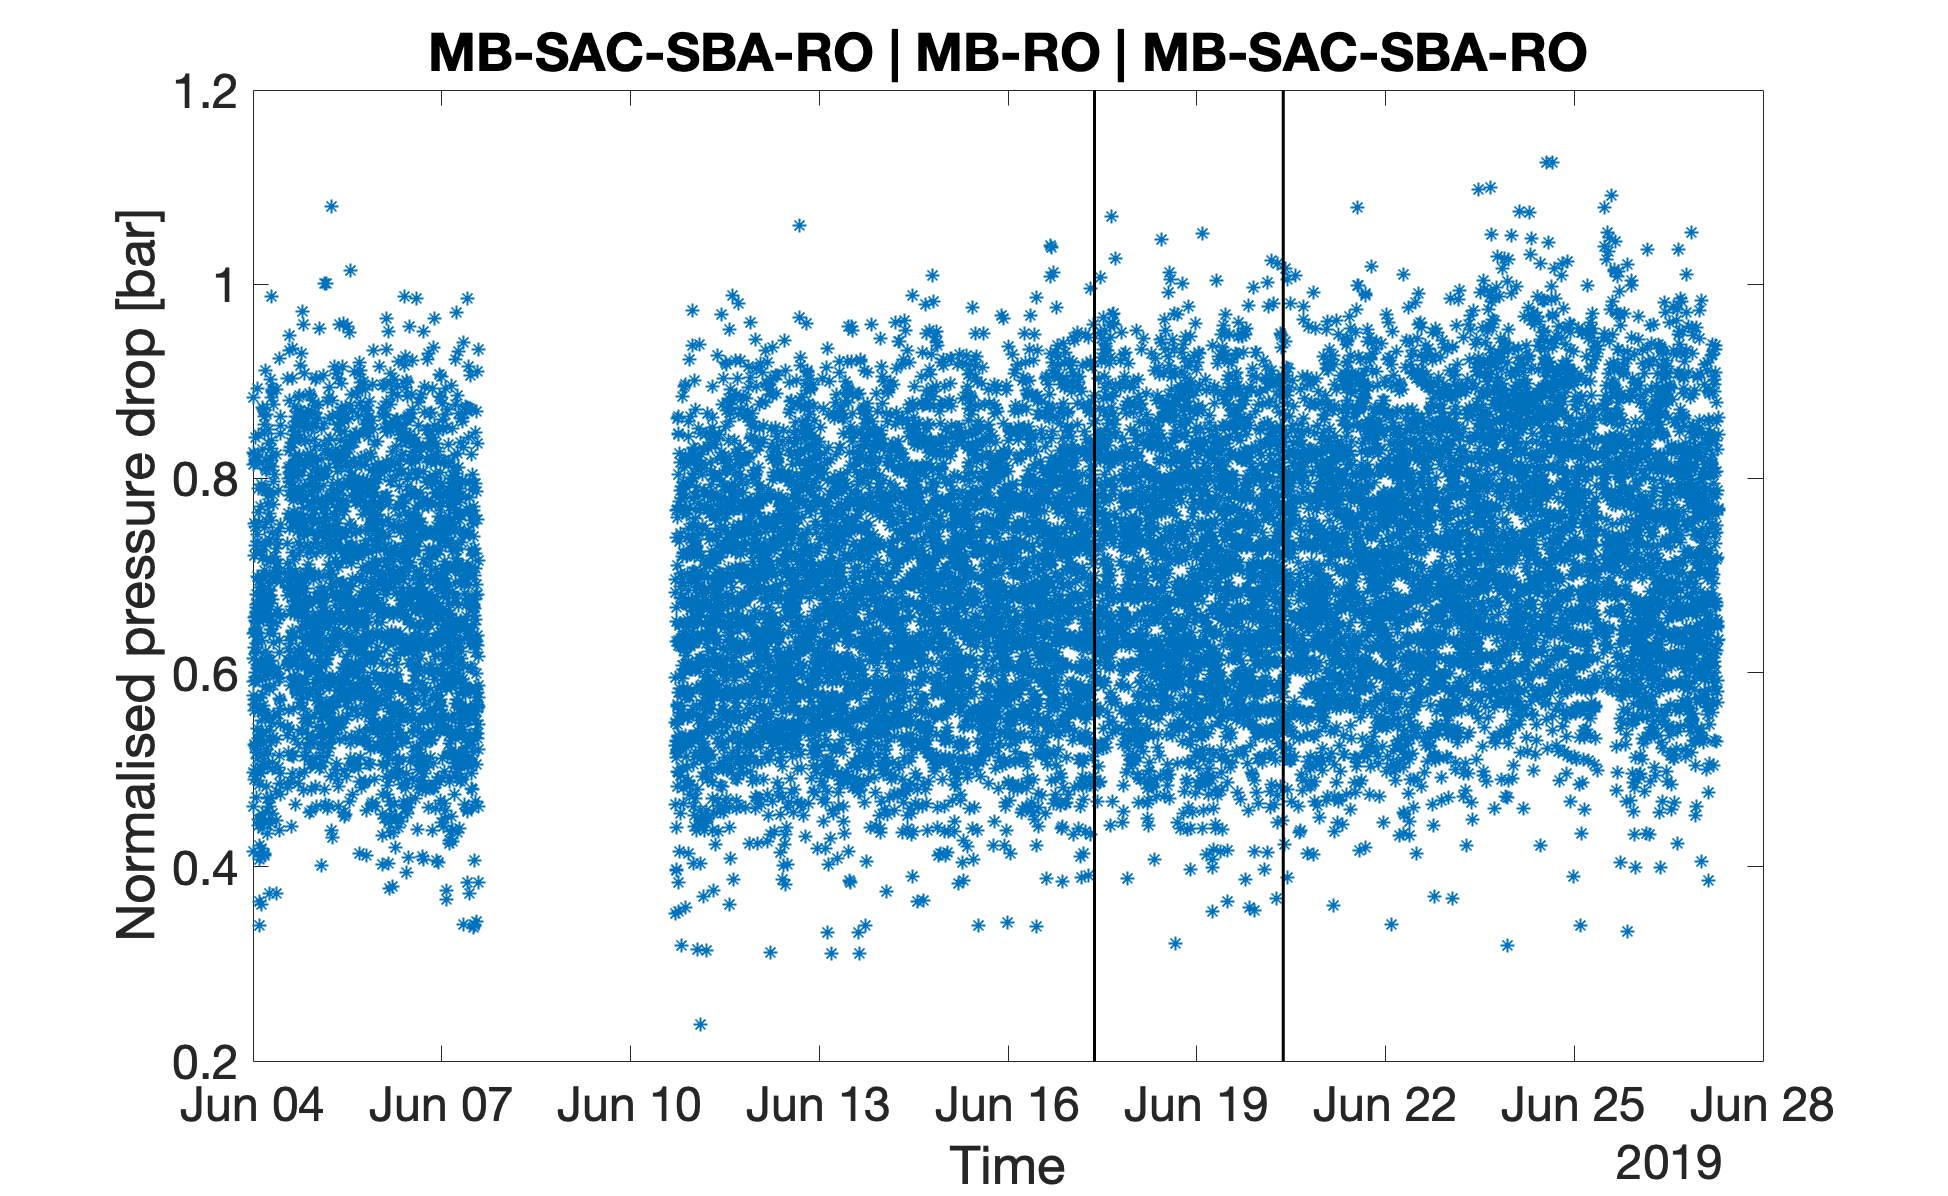 MB-SAC-SBA-RO | MB-RO | MB-SAC-SBA-RO
Normalised pressure drop [bar]
1.2
1
0.8
0.6
0.4
0.2
Jun 04 Jun 07 Jun 10 Jun 13 Jun 16 Jun 19 Jun 22 Jun 25 Jun 28
Time
2019